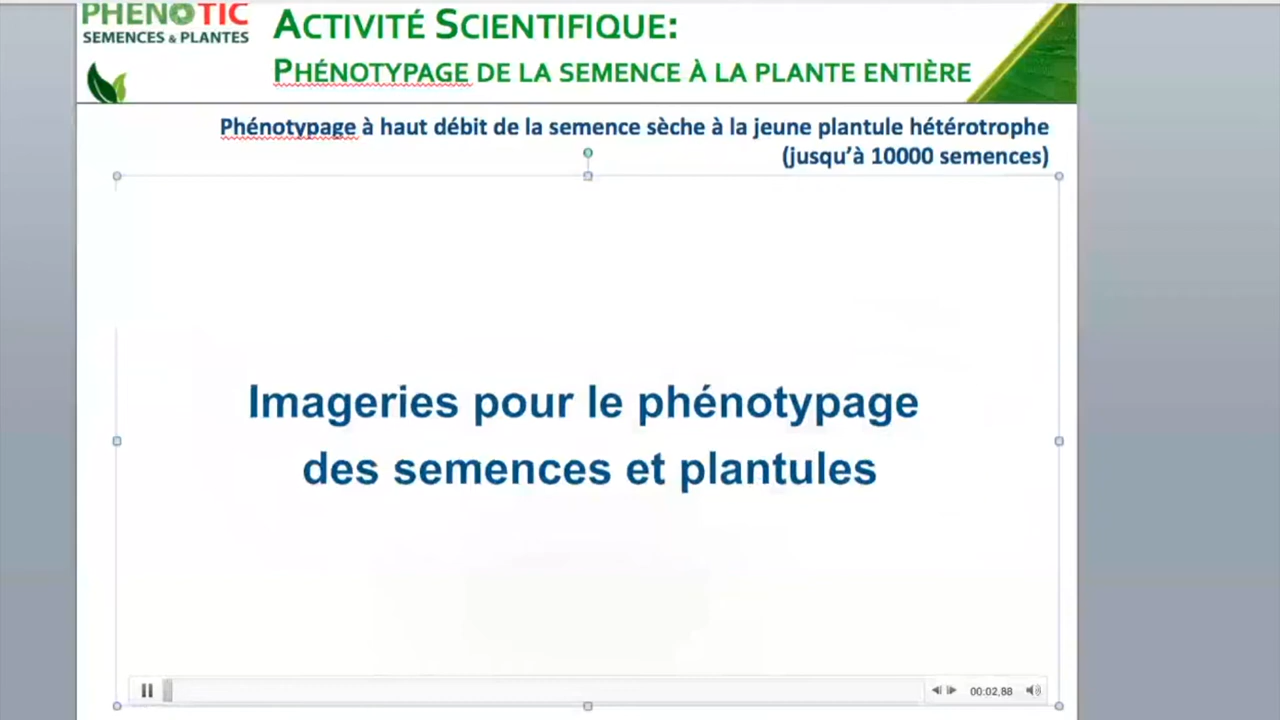 PHENOTIC
SEMENCES & PLANTES
ACTIVITÉ SCIENTIFIQUE:
PHÉNOTYPAGE DE LA SEMENCE À LA PLANTE ENTIÈRE
Phénotypage à haut débit de la semence sèche à la jeune plantule hétérotrophe
(jusqu'à 10000 semences)
Imageries pour le phénotypage
des semences et plantules
00:02,88